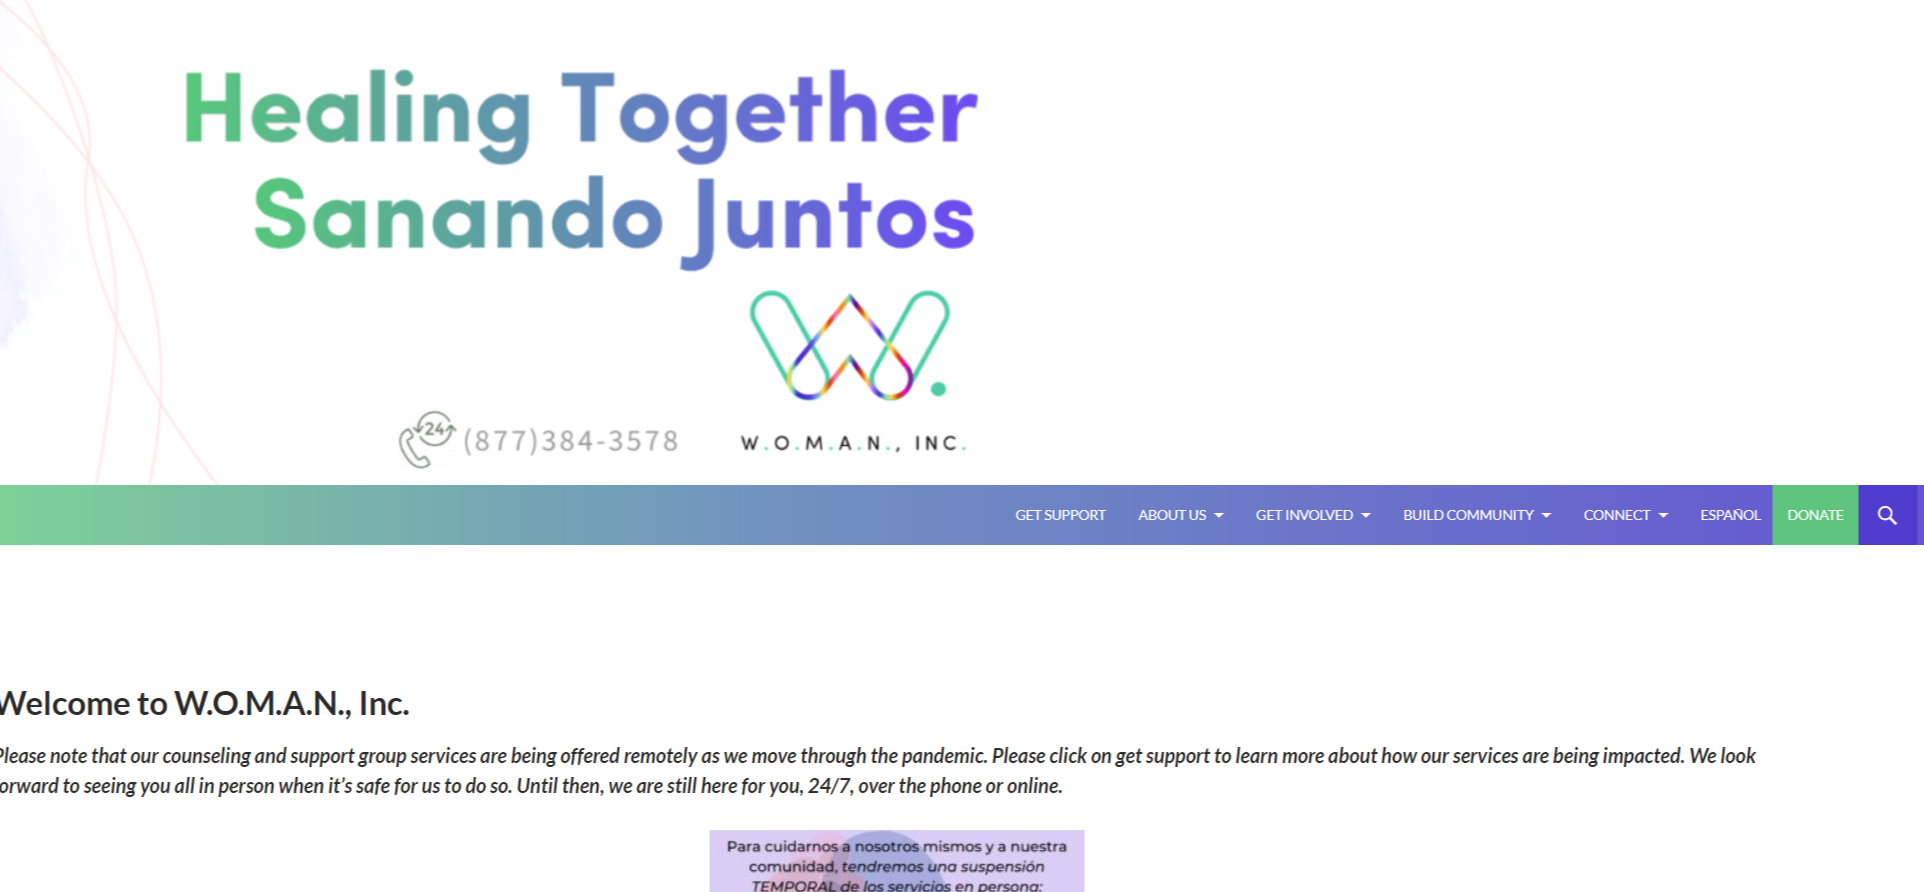 Healing Together
Sanando Juntos
24
(877)384-3578
W.O.M.A.N., INC.
GET SUPPORT ABOUT US GET INVOLVED BUILD COMMUNITY CONNECT ESPAÑOL DONATE
Welcome to W.O.M.A.N., Inc.
Please note that our counseling and support group services are being offered remotely as we move through the pandemic. Please click on get support to learn more about how our services are being impacted. We look
forward to seeing you all in person when it's safe for us to do so. Until then, we are still here for you, 24/7, over the phone or online.
Para cuidarnos a nosotros mismos y a nuestra
comunidad, tendremos una suspensión
TEMPORAL de los servicios en persona: